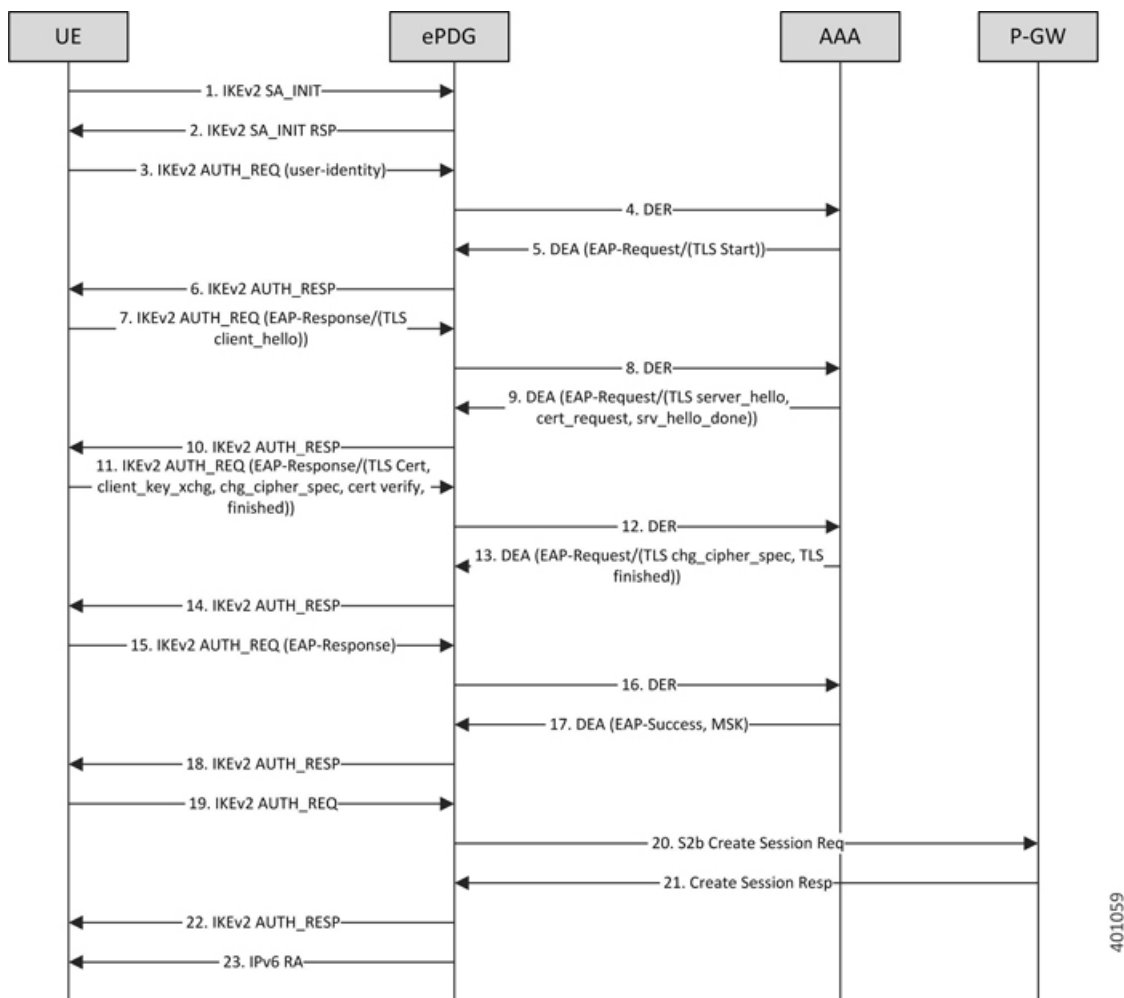 UE
ePDG
AAA
P-GW
1. IKEv2 SA_INIT
2. IKEv2 SA_INIT RSP
3. IKEv2 AUTH_REQ (user-identity)
4. DER
5. DEA (EAP-Request/(TLS Start))
6. IKEv2 AUTH_RESP
7. IKEv2 AUTH_REQ (EAP-Response/(TLS
client_hello))
8. DER
9. DEA (EAP-Request/(TLS server_hello,
cert_request, srv_hello_done))
10. IKEv2 AUTH_RESP
11. IKEv2 AUTH_REQ (EAP-Response/(TLS Cert,
client_key_xchg, chg_cipher_spec, cert verify,
finished))
12. DER
13. DEA (EAP-Request/(TLS chg_cipher_spec, TLS
finished))
14. IKEv2 AUTH_RESP
15. IKEv2 AUTH_REQ (EAP-Response)
16. DER
17. DEA (EAP-Success, MSK)
18. IKEv2 AUTH_RESP
19. IKEv2 AUTH_REQ
20. S2b Create Session Req
21. Create Session Resp
22. IKEv2 AUTH_RESP
23. IPv6 RA
401059